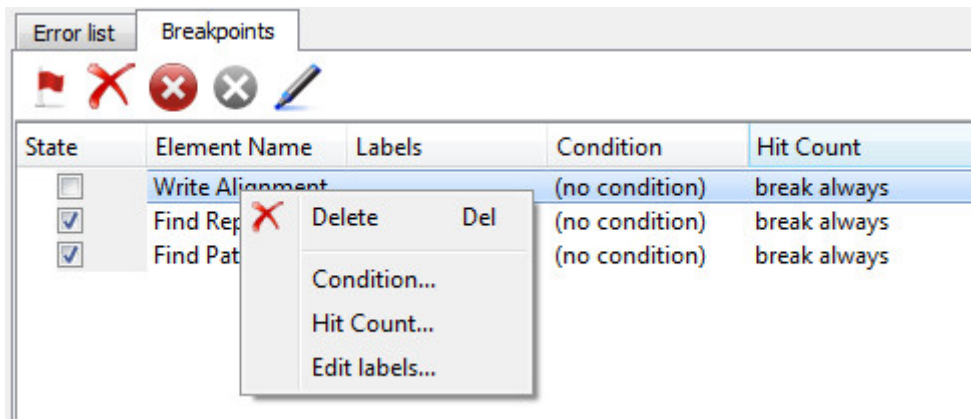 Error list Breakpoints
State Element Name Labels Condition Hit Count
Write Alignment (no condition) break always
Find Rep (no condition) break always
Find Pat (no condition) break always
Delete Del
Condition...
Hit Count...
Edit labels...